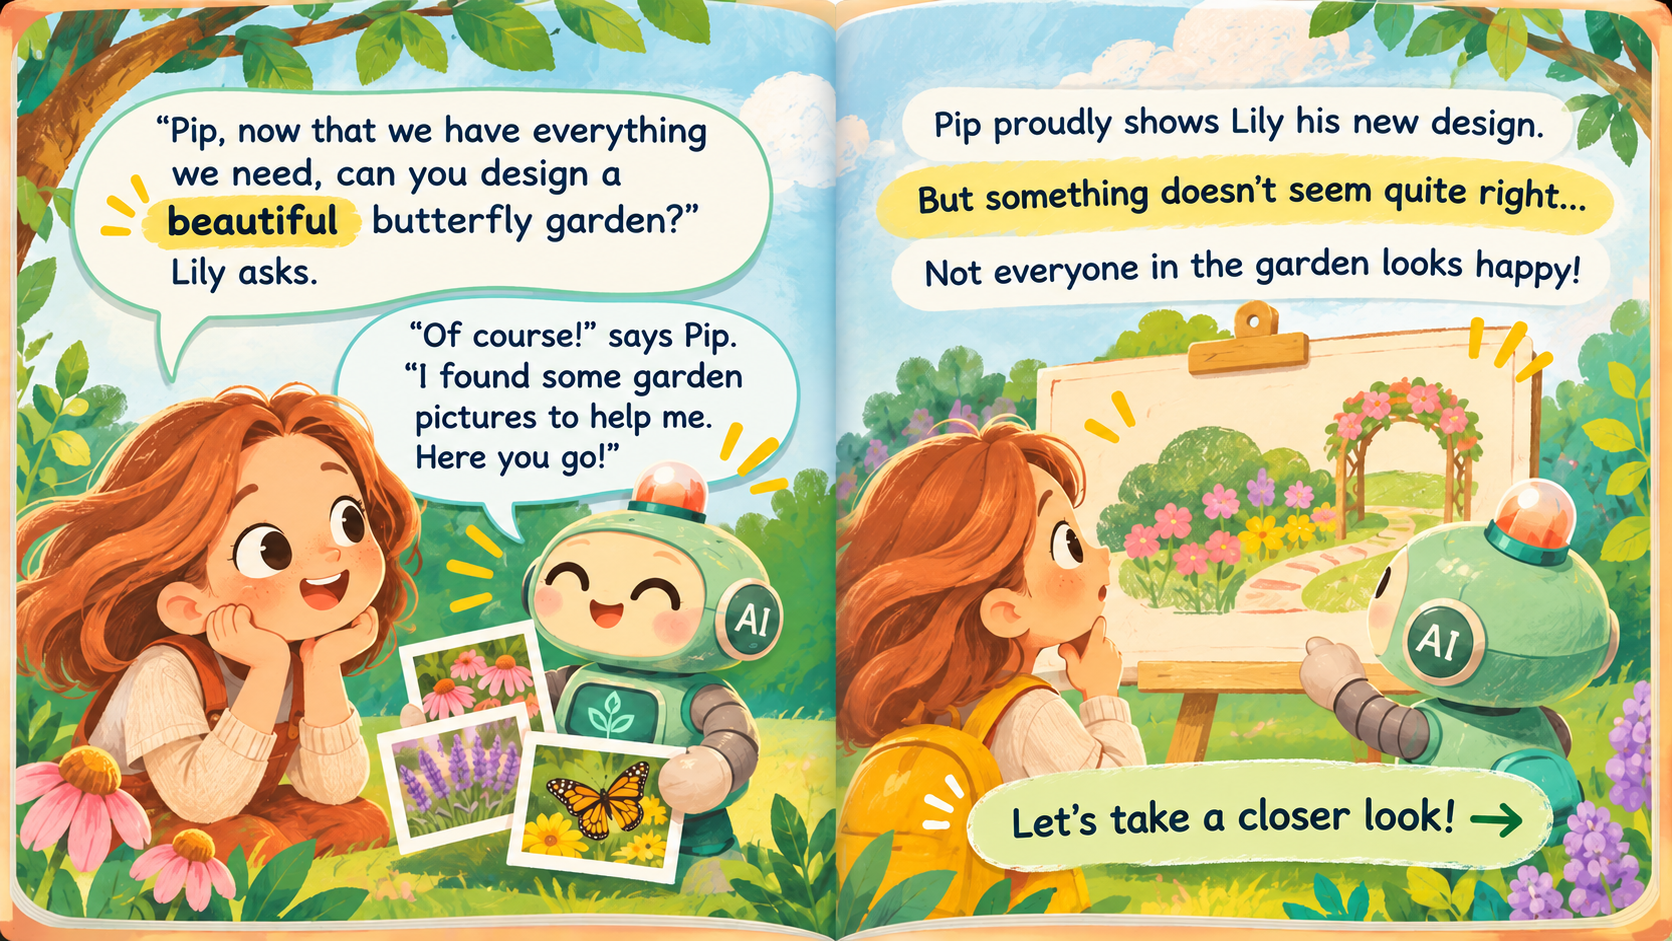 “Pip, now that we have everything
we need, can you design a
beautiful butterfly garden?”
Lily asks.
“Of course!” says Pip.
“I found some garden
pictures to help me.
Here you go!”
AI
Pip proudly shows Lily his new design.
But something doesn’t seem quite right...
Not everyone in the garden looks happy!
AI
Let’s take a closer look! →